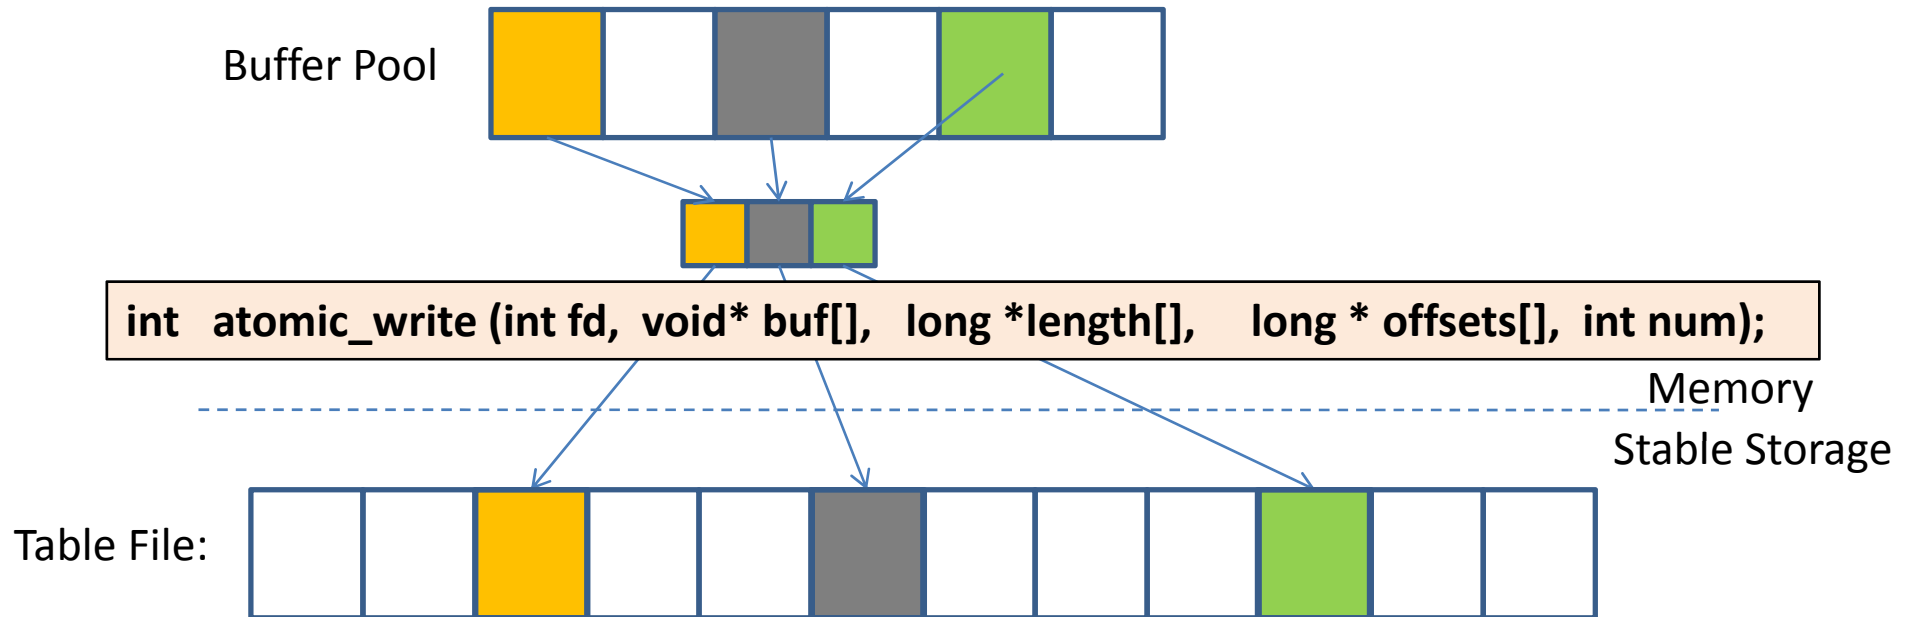 Buffer Pool
int atomic_write (int fd, void* buf[], long *length[], long * offsets[], int num);
Memory
Stable Storage
Table File: